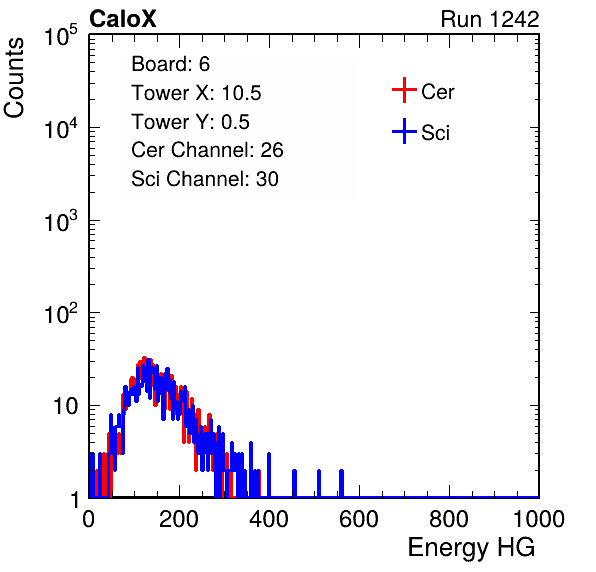 CaloX Run 1242
Counts
Board: 6
Tower X: 10.5
Tower Y: 0.5
Cer Channel: 26
Sci Channel: 30
Cer
Sci
10^5
10^4
10^3
10^2
10
1
0 200 400 600 800 1000
Energy HG